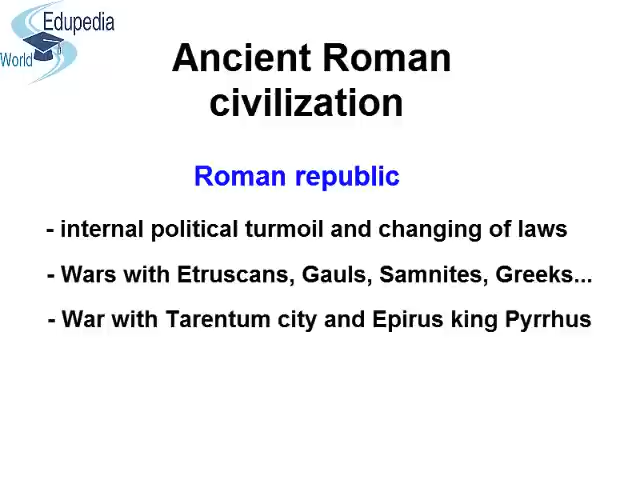 Edupedia
World
Ancient Roman
civilization
Roman republic
- internal political turmoil and changing of laws
- Wars with Etruscans, Gauls, Samnites, Greeks...
- War with Tarentum city and Epirus king Pyrrhus